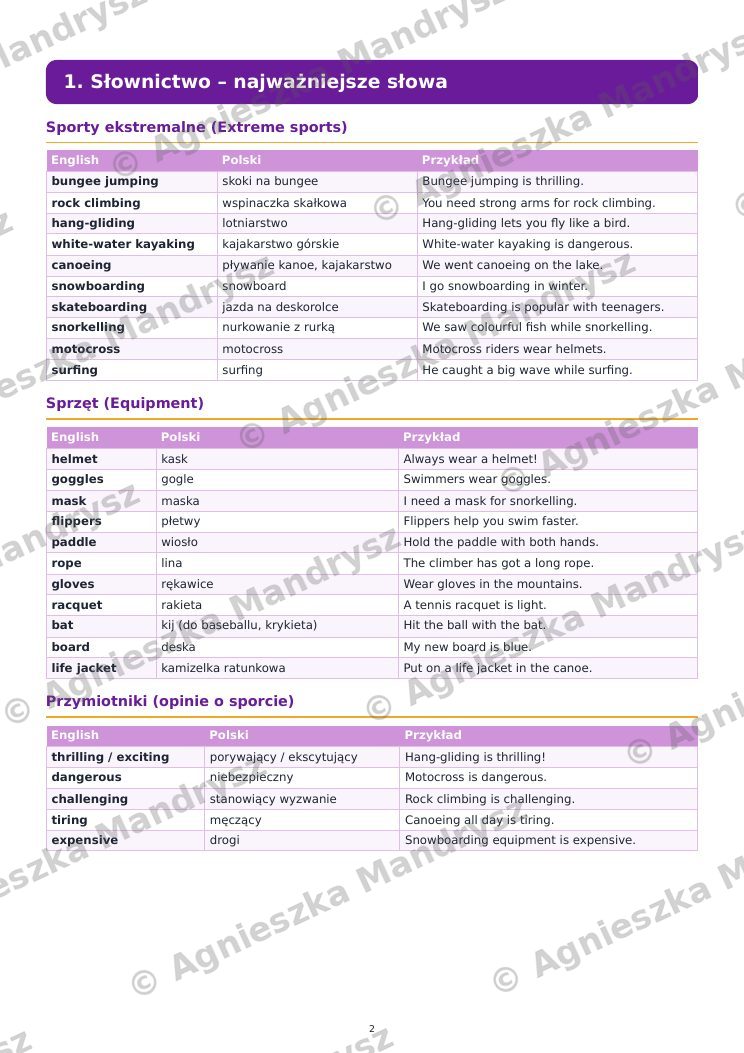 1. Słownictwo – najważniejsze słowa
Sporty ekstremalne (Extreme sports)
English Polski Przykład
bungee jumping skoki na bungee Bungee jumping is thrilling.
rock climbing wspinaczka skałkowa You need strong arms for rock climbing.
hang-gliding lotniarstwo Hang-gliding lets you fly like a bird.
white-water kayaking kajakarstwo górskie White-water kayaking is dangerous.
canoeing pływanie kanoe, kajakarstwo We went canoeing on the lake.
snowboarding snowboard I go snowboarding in winter.
skateboarding jazda na deskorolce Skateboarding is popular with teenagers.
snorkelling nurkowanie z rurką We saw colourful fish while snorkelling.
motocross motocross Motocross riders wear helmets.
surfing surfing He caught a big wave while surfing.
Sprzęt (Equipment)
English Polski Przykład
helmet kask Always wear a helmet!
goggles gogle Swimmers wear goggles.
mask maska I need a mask for snorkelling.
flippers płetwy Flippers help you swim faster.
paddle wiosło Hold the paddle with both hands.
rope lina The climber has got a long rope.
gloves rękawice Wear gloves in the mountains.
racquet rakieta A tennis racquet is light.
bat kij (do baseballu, krykieta) Hit the ball with the bat.
board deska My new board is blue.
life jacket kamizelka ratunkowa Put on a life jacket in the canoe.
Przymiotniki (opinie o sporcie)
English Polski Przykład
thrilling / exciting porywający / ekscytujący Hang-gliding is thrilling!
dangerous niebezpieczny Motocross is dangerous.
challenging stanowiący wyzwanie Rock climbing is challenging.
tiring męczący Canoeing all day is tiring.
expensive drogi Snowboarding equipment is expensive.
© Agnieszka Mandrysz
2